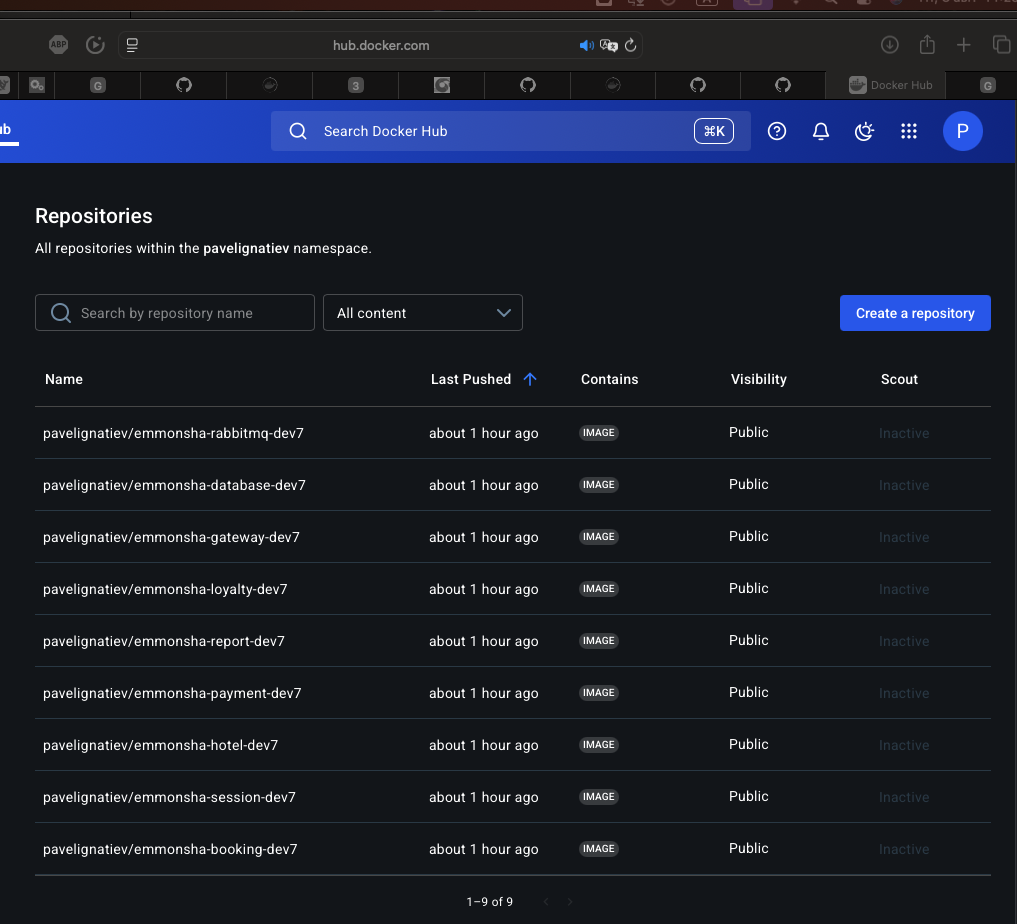 ABP
hub.docker.com
G
3
Docker Hub
G
ub
Search Docker Hub
⌘K
P
Repositories
All repositories within the pavelignatiev namespace.
Search by repository name
All content
Create a repository
Name Last Pushed Contains Visibility Scout
pavelignatiev/emmonsha-rabbitmq-dev7 about 1 hour ago IMAGE Public Inactive
pavelignatiev/emmonsha-database-dev7 about 1 hour ago IMAGE Public Inactive
pavelignatiev/emmonsha-gateway-dev7 about 1 hour ago IMAGE Public Inactive
pavelignatiev/emmonsha-loyalty-dev7 about 1 hour ago IMAGE Public Inactive
pavelignatiev/emmonsha-report-dev7 about 1 hour ago IMAGE Public Inactive
pavelignatiev/emmonsha-payment-dev7 about 1 hour ago IMAGE Public Inactive
pavelignatiev/emmonsha-hotel-dev7 about 1 hour ago IMAGE Public Inactive
pavelignatiev/emmonsha-session-dev7 about 1 hour ago IMAGE Public Inactive
pavelignatiev/emmonsha-booking-dev7 about 1 hour ago IMAGE Public Inactive
1–9 of 9